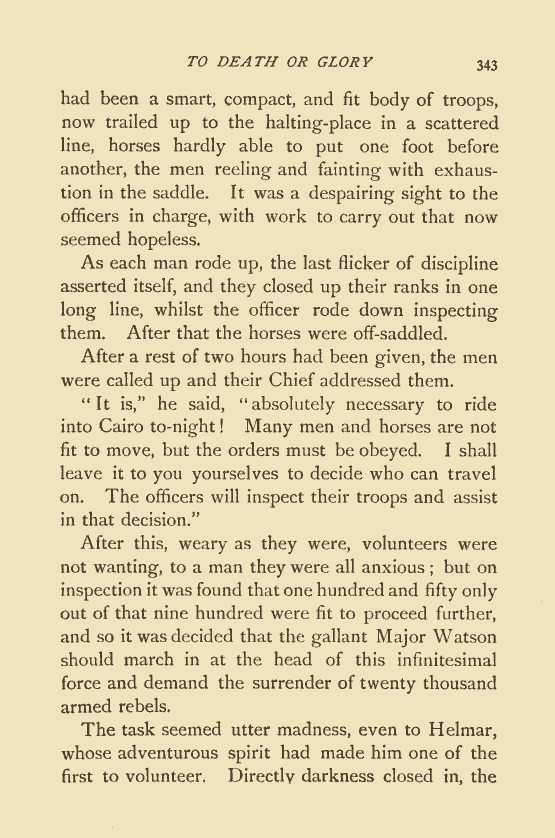 TO DEATH OR GLORY 343
had been a smart, compact, and fit body of troops,
now trailed up to the halting-place in a scattered
line, horses hardly able to put one foot before
another, the men reeling and fainting with exhaus-
tion in the saddle. It was a despairing sight to the
officers in charge, with work to carry out that now
seemed hopeless.
As each man rode up, the last flicker of discipline
asserted itself, and they closed up their ranks in one
long line, whilst the officer rode down inspecting
them. After that the horses were off-saddled.
After a rest of two hours had been given, the men
were called up and their Chief addressed them.
"It is," he said, "absolutely necessary to ride
into Cairo to-night! Many men and horses are not
fit to move, but the orders must be obeyed. I shall
leave it to you yourselves to decide who can travel
on. The officers will inspect their troops and assist
in that decision."
After this, weary as they were, volunteers were
not wanting, to a man they were all anxious; but on
inspection it was found that one hundred and fifty only
out of that nine hundred were fit to proceed further,
and so it was decided that the gallant Major Watson
should march in at the head of this infinitesimal
force and demand the surrender of twenty thousand
armed rebels.
The task seemed utter madness, even to Helmar,
whose adventurous spirit had made him one of the
first to volunteer. Directly darkness closed in, the